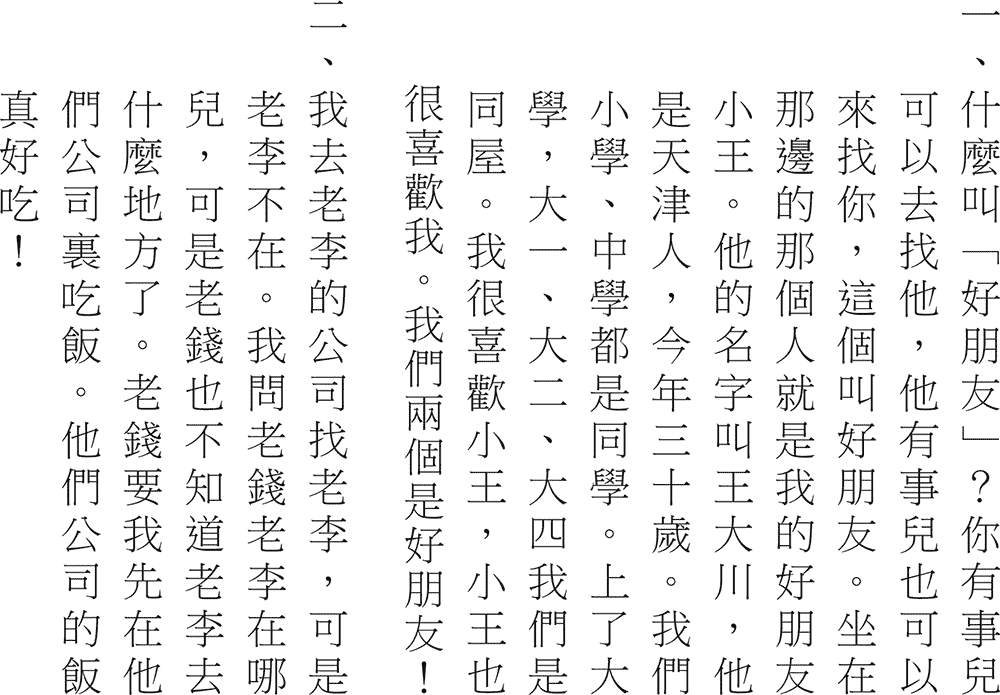 一、什麼叫「好朋友」？你有事兒
可以去找他，他有事兒也可以
來找你，這個叫好朋友。坐在
那邊的那個人就是我的好朋友
小王。他的名字叫王大川，他
是天津人，今年三十歲。我們
小學、中學都是同學。上了大
學，大一、大二、大四我們是
同屋。我很喜歡小王，小王也
很喜歡我。我們兩個是好朋友！
二、我去老李的公司找老李，可是
老李不在。我問老錢老李在哪
兒，可是老錢也不知道老李去
什麼地方了。老錢要我先在他
們公司裏吃飯。他們公司的飯
真好吃！